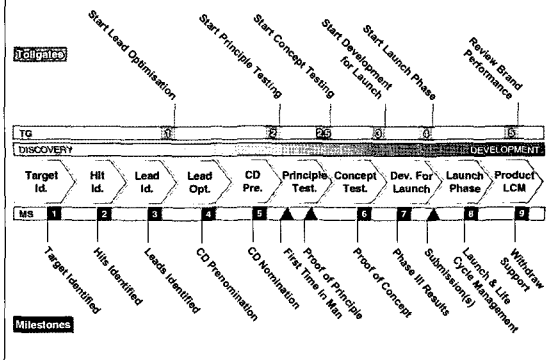 Start Lead Optimisation
Start Principle Testing
Start Concept Testing
Start Development
for Launch
Start Launch Phase
Review Brand
Performance
Tollgates
TG 1 2 2.5 3 4 5
DISCOVERY DEVELOPMENT
Target
Id.
Hit
Id.
Lead
Id.
Lead
Opt.
CD
Pre.
Principle
Test.
Concept
Test.
Dev. For
Launch
Launch
Phase
Product
LCM
MS 1 2 3 4 5 6 7 8 9
Target Identified
Hits Identified
Leads Identified
CD Prenomination
CD Nomination
First Time In Man
Proof of Principle
Proof of Concept
Phase III Results
Submission(s)
Launch & Life
Cycle Management
Withdraw
Support
Milestones